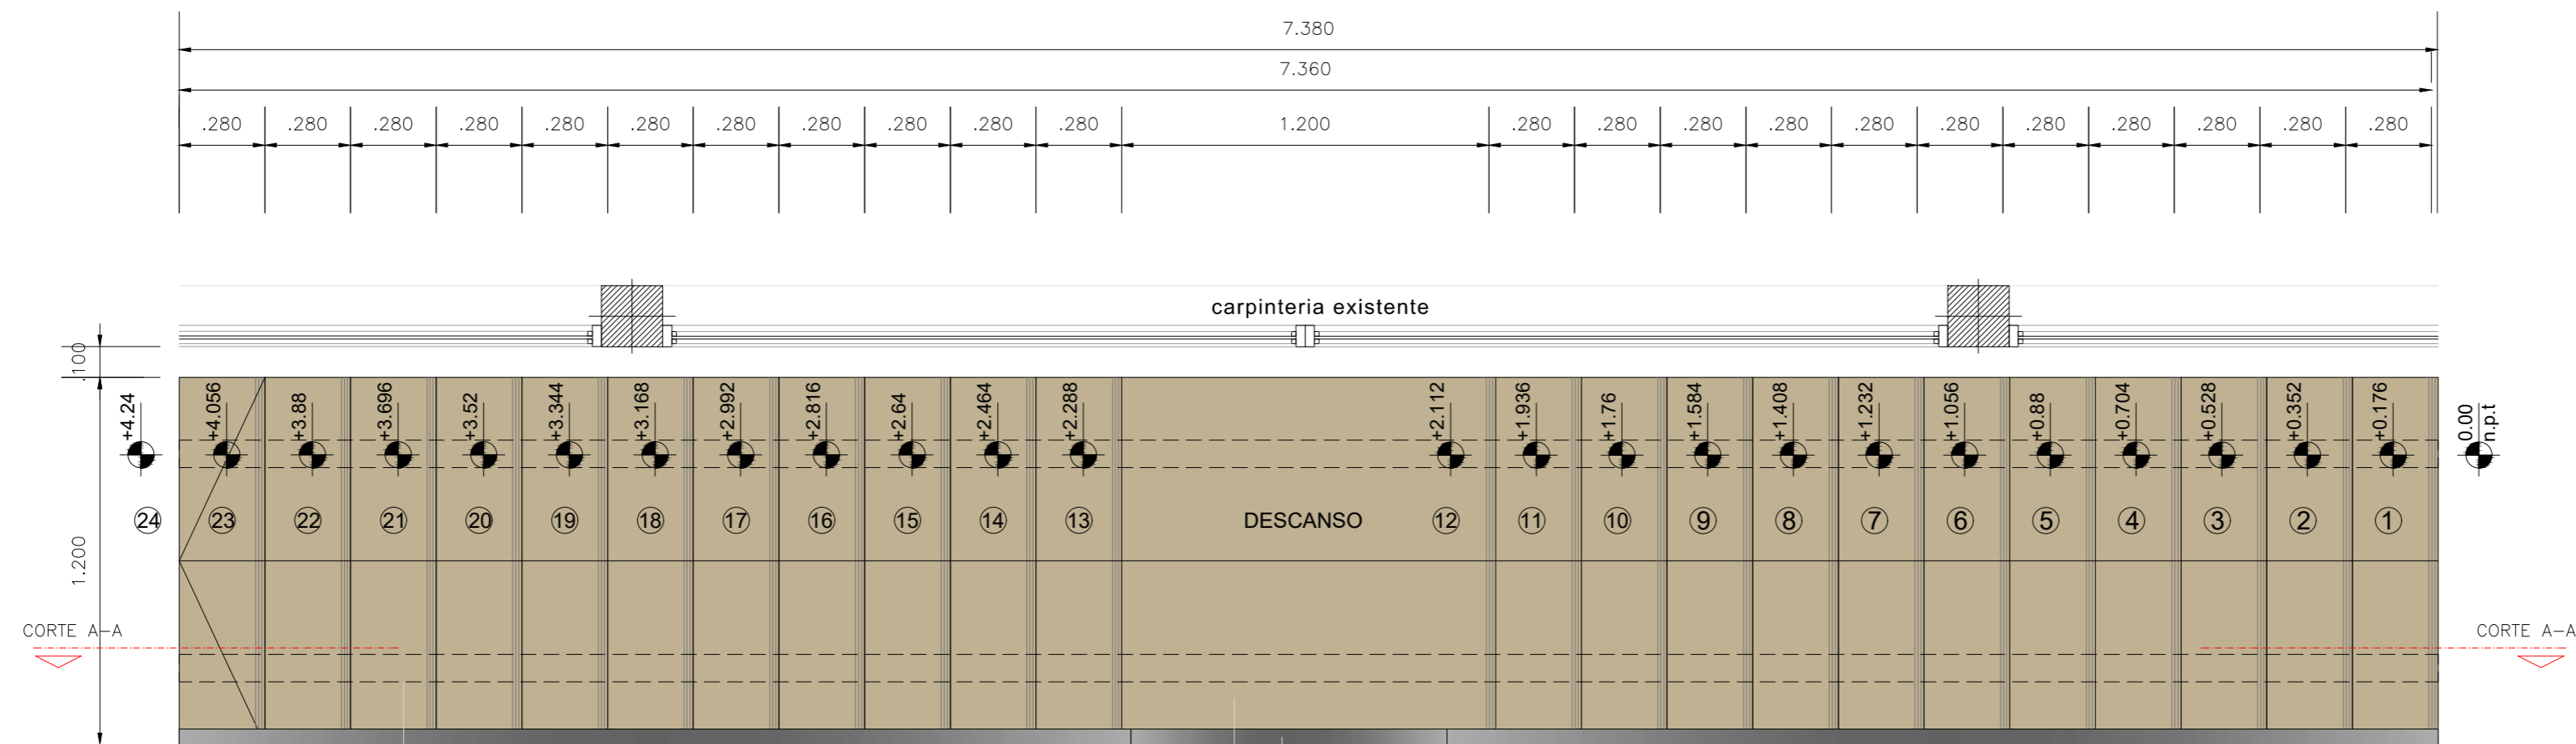 7.380
7.360
.280 .280 .280 .280 .280 .280 .280 .280 .280 .280 .280 1.200 .280 .280 .280 .280 .280 .280 .280 .280 .280 .280 .280
carpinteria existente
.100
+4.24 +4.056 +3.88 +3.696 +3.52 +3.344 +3.168 +2.992 +2.816 +2.64 +2.464 +2.288 +2.112 +1.936 +1.76 +1.584 +1.408 +1.232 +1.056 +0.88 +0.704 +0.528 +0.352 +0.176 0.00
n.p.t
24 23 22 21 20 19 18 17 16 15 14 13 DESCANSO 12 11 10 9 8 7 6 5 4 3 2 1
1.200
CORTE A-A CORTE A-A